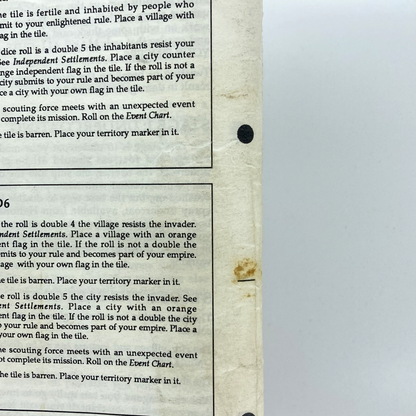 he tile is fertile and inhabited by people who
mit to your enlightened rule. Place a village with
ag in the tile.
dice roll is a double 5 the inhabitants resist your
ee Independent Settlements. Place a city counter
nge independent flag in the tile. If the roll is not a
city submits to your rule and becomes part of your
ce a city with your own flag in the tile.
scouting force meets with an unexpected event
complete its mission. Roll on the Event Chart.
e tile is barren. Place your territory marker in it.
D6
the roll is double 4 the village resists the invader.
ndent Settlements. Place a village with an orange
nt flag in the tile. If the roll is not a double the
mits to your rule and becomes part of your empire.
age with your own flag in the tile.
e tile is barren. Place your territory marker in it.
e roll is double 5 the city resists the invader. See
ent Settlements. Place a city with an orange
nt flag in the tile. If the roll is not a double the city
your rule and becomes part of your empire. Place a
your own flag in the tile.
he scouting force meets with an unexpected event
ot complete its mission. Roll on the Event Chart.
he tile is barren. Place your territory marker in it.